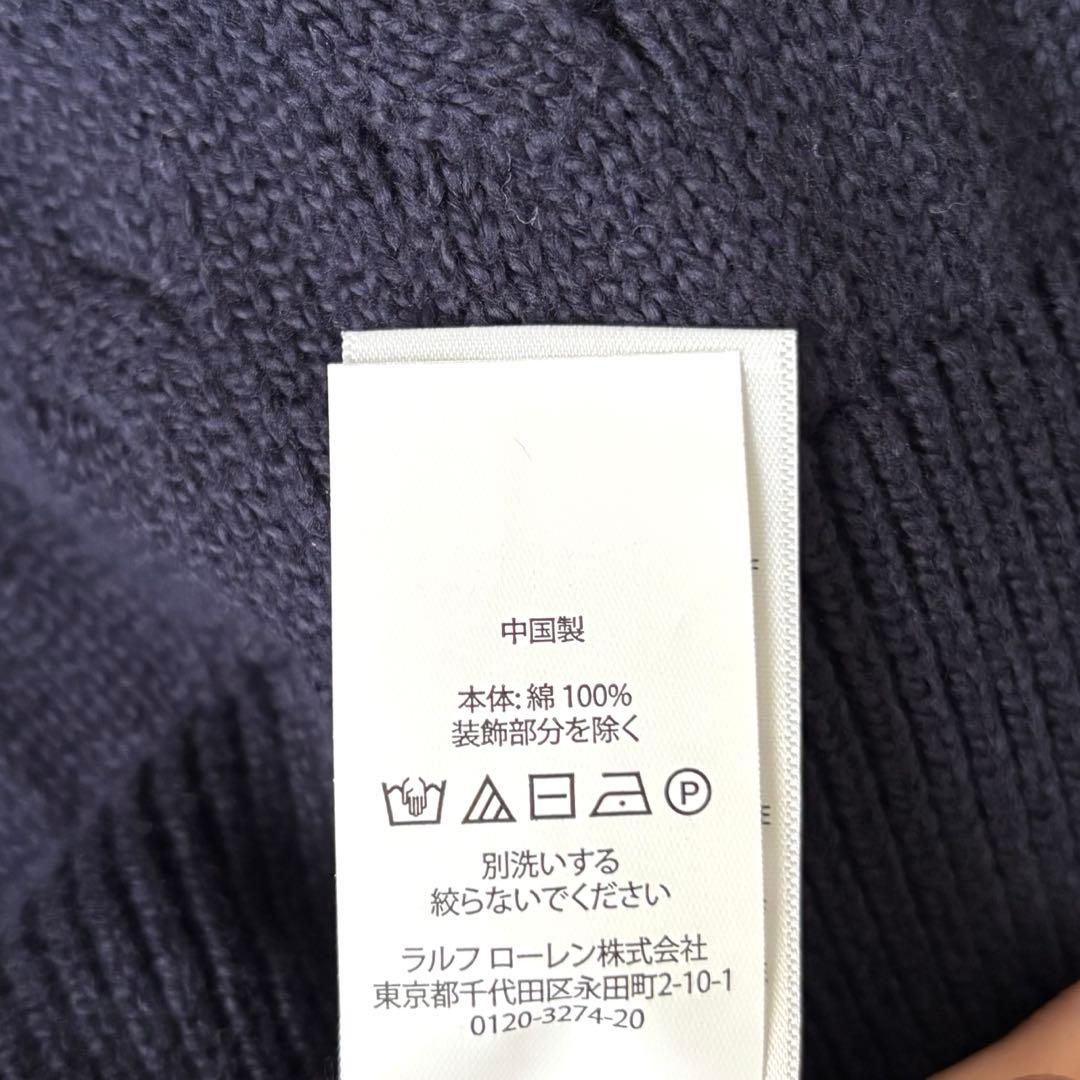 中国製
本体: 綿 100%
装飾部分を除く
P
別洗いする
絞らないでください
ラルフ ローレン株式会社
東京都千代田区永田町2-10-1
0120-3274-20